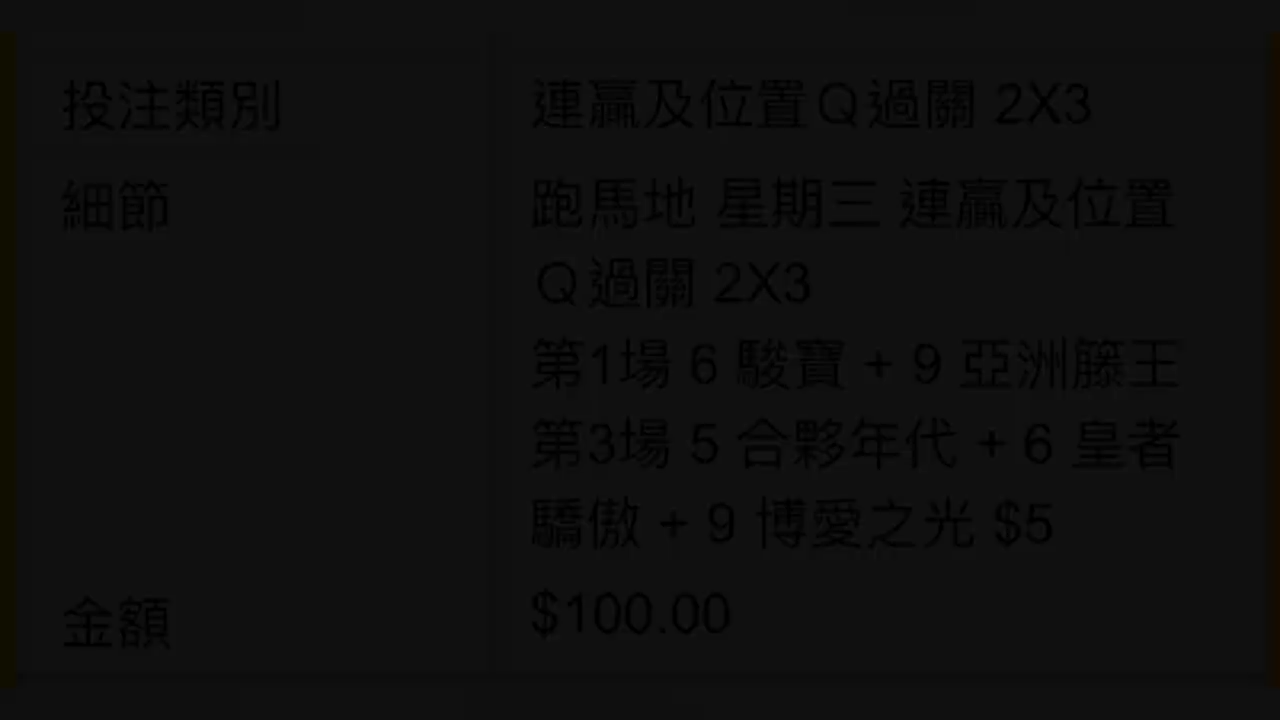 投注類別
連贏及位置Q過關 2X3
細節
跑馬地 星期三 連贏及位置
Q過關 2X3
第1場 6 駿寶 + 9 亞洲籐王
第3場 5 合夥年代 + 6 皇者
驕傲 + 9 博愛之光 $5
金額
$100.00